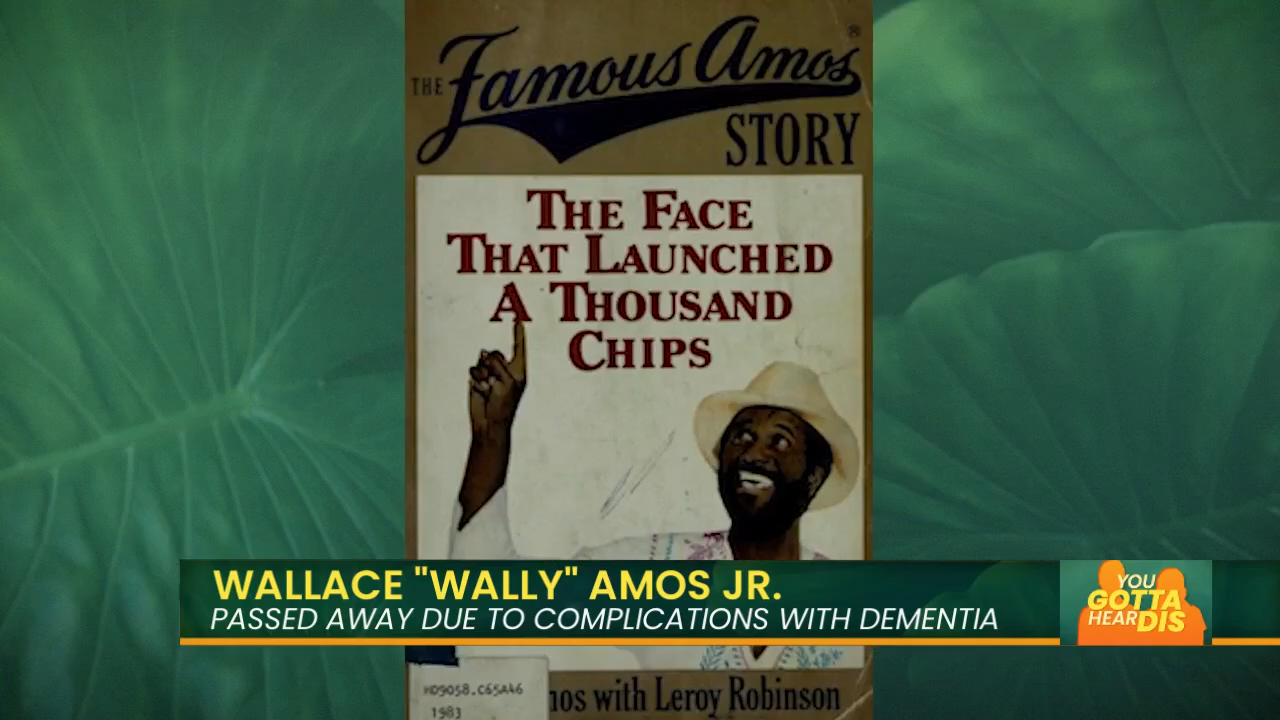 THE Famous Amos®
STORY
THE FACE
THAT LAUNCHED
A THOUSAND
CHIPS
WALLACE "WALLY" AMOS JR.
PASSED AWAY DUE TO COMPLICATIONS WITH DEMENTIA
YOU
GOTTA
HEAR DIS
HD9058.C65A46
1983
with Leroy Robinson